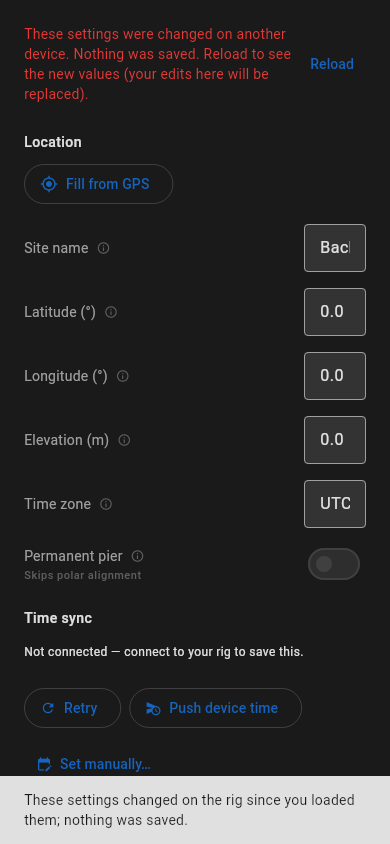 These settings were changed on another
device. Nothing was saved. Reload to see
the new values (your edits here will be
replaced).
Reload
Location
Fill from GPS
Site name
Latitude (°)
0.0
Longitude (°)
0.0
Elevation (m)
0.0
Time zone
UTC
Permanent pier
Skips polar alignment
Time sync
Not connected — connect to your rig to save this.
Retry
Push device time
Set manually…
These settings changed on the rig since you loaded
them; nothing was saved.